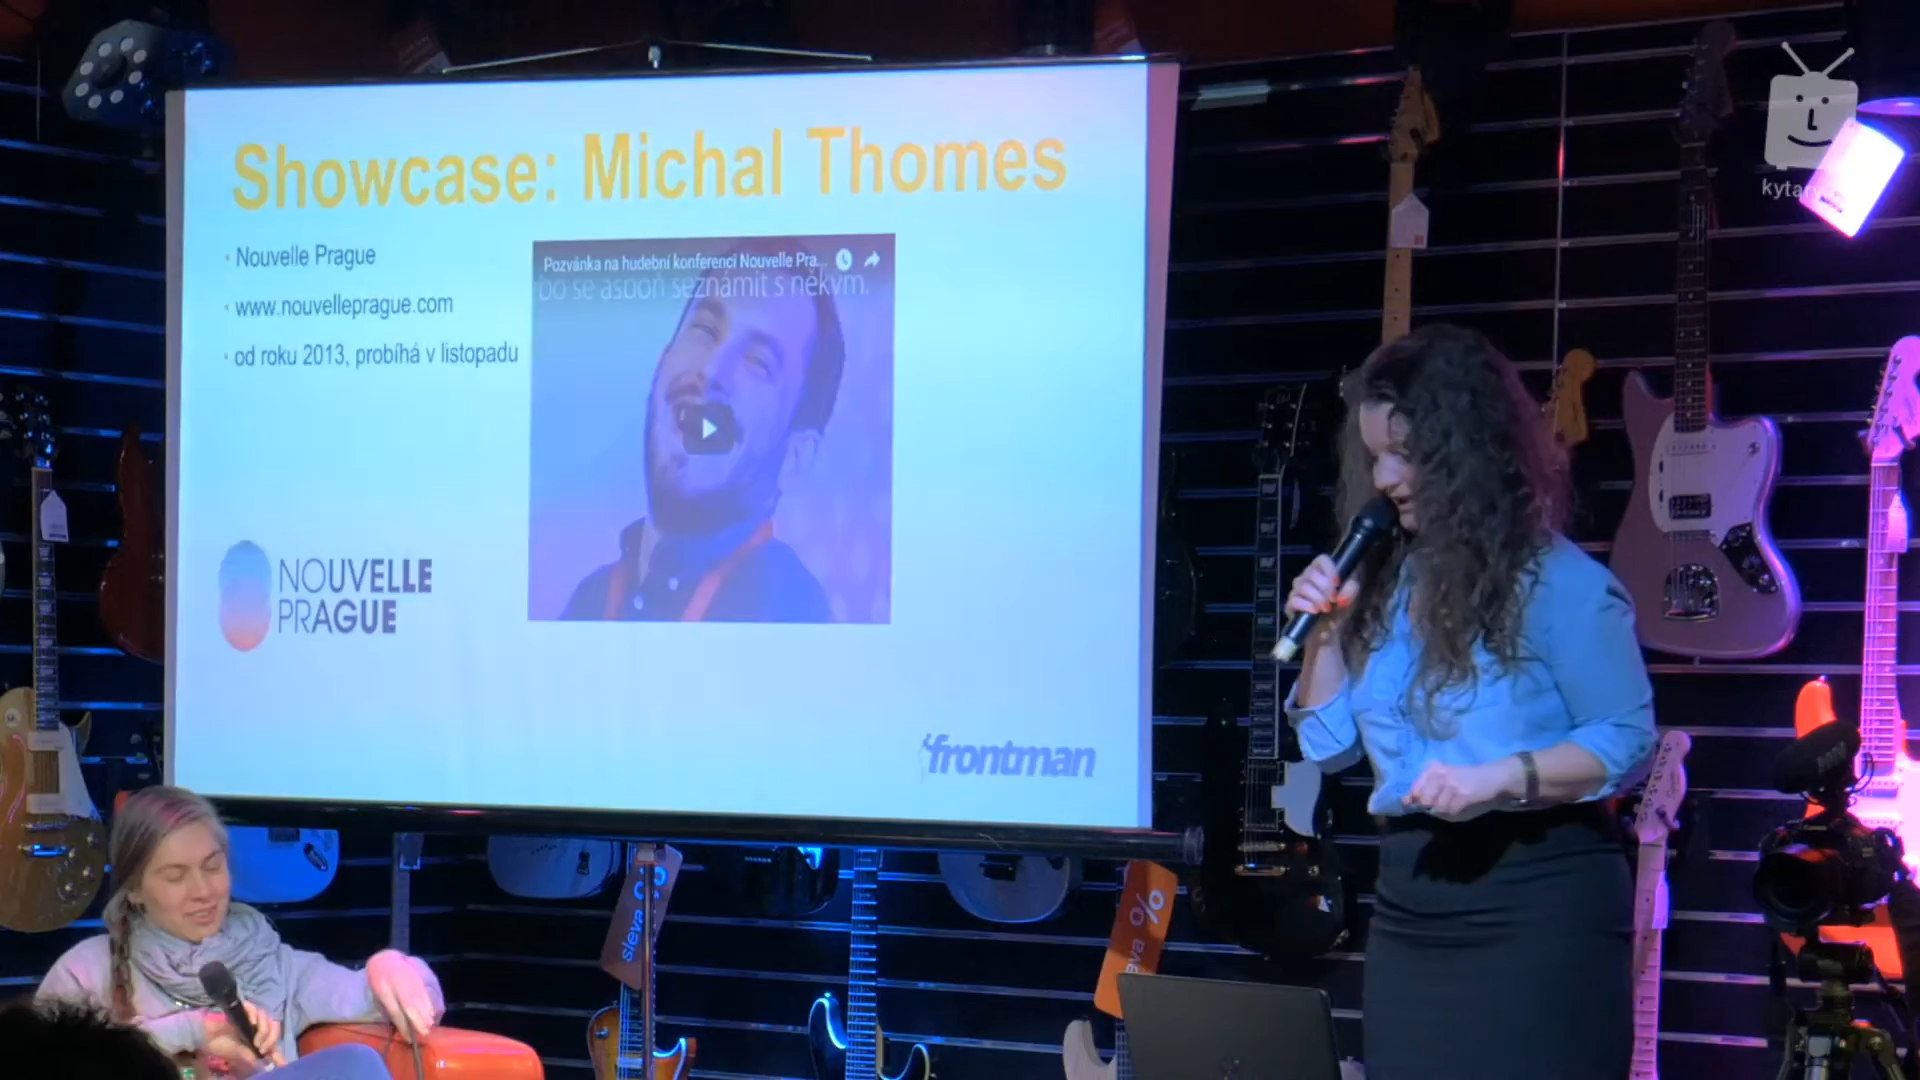 Showcase: Michal Thomes
• Nouvelle Prague
• www.nouvelleprague.com
• od roku 2013, probíhá v listopadu
Pozvánka na hudební konferenci Nouvelle Pra...
bo se aspoň seznámit s někým.
NOUVELLE
PRAGUE
frontman
kytary
sleva %
sleva %